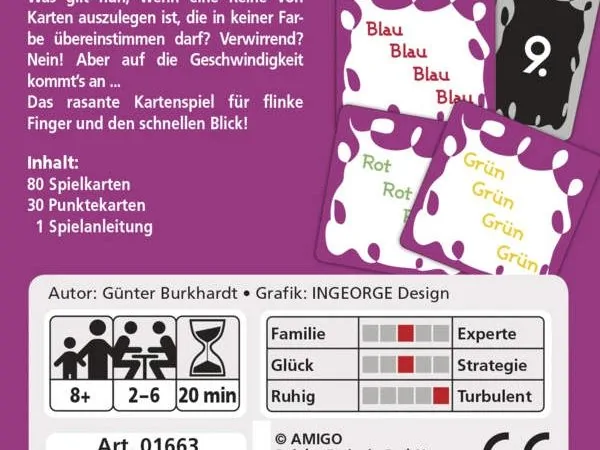 Was gilt nun, wenn eine Reihe von
Karten auszulegen ist, die in keiner Far-
be übereinstimmen darf? Verwirrend?
Nein! Aber auf die Geschwindigkeit
kommt's an ...
Das rasante Kartenspiel für flinke
Finger und den schnellen Blick!
Inhalt:
80 Spielkarten
30 Punktekarten
1 Spielanleitung
Blau
Blau
Blau
Blau
9.
Rot
Rot
Grün
Grün
Grün
Grün
Autor: Günter Burkhardt • Grafik: INGEORGE Design
8+
2–6
20 min
Familie Experte
Glück Strategie
Ruhig Turbulent
Art. 01663
© AMIGO
CE